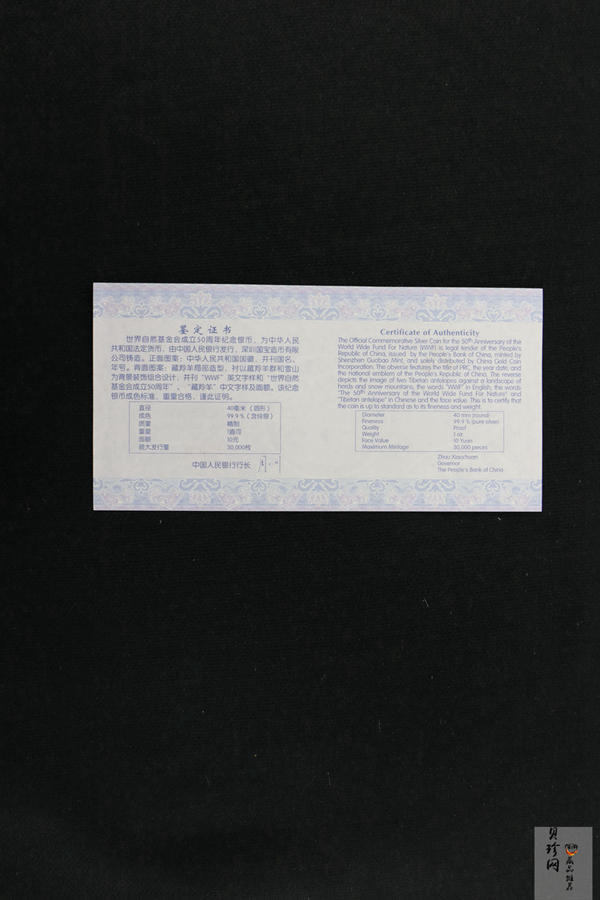 鉴定证书
世界自然基金会成立50周年纪念银币，为中华人民
共和国法定货币，由中国人民银行发行，深圳国宝造币有限
公司铸造。正面图案：中华人民共和国国徽，并刊国名、
年号。背面图案：藏羚羊局部造型，衬以藏羚羊群和雪山
为背景装饰组合设计，并刊“WWF”英文字样和“世界自然
基金会成立50周年”、“藏羚羊”中文字样及面额。该纪念
银币成色标准，重量合格，谨此证明。
直径 40毫米（圆形）
成色 99.9％（含纯银）
质量 精制
重量 1盎司
面额 10元
最大发行量 30,000枚
中国人民银行行长
Certificate of Authenticity
The Official Commemorative Silver Coin for the 50th Anniversary of the
World Wide Fund For Nature (WWF) is legal tender of the People's
Republic of China, issued by the People's Bank of China, minted by
Shenzhen Guobao Mint, and solely distributed by China Gold Coin
Incorporation. The obverse features the title of PRC, the year date, and
the national emblem of the People's Republic of China. The reverse
depicts the image of two Tibetan antelopes against a landscape of
herds and snow mountains, the words "WWF" in English, the words
"The 50th Anniversary of the World Wide Fund For Nature" and
"Tibetan antelope" in Chinese and the face value. This is to certify that
the coin is up to standard as to its fineness and weight.
Diameter 40 mm (round)
Fineness 99.9 % (pure silver)
Quality Proof
Weight 1 oz
Face Value 10 Yuan
Maximum Mintage 30,000 pieces
Zhou Xiaochuan
Governor
The People's Bank of China
贝珍网
藏品推荐